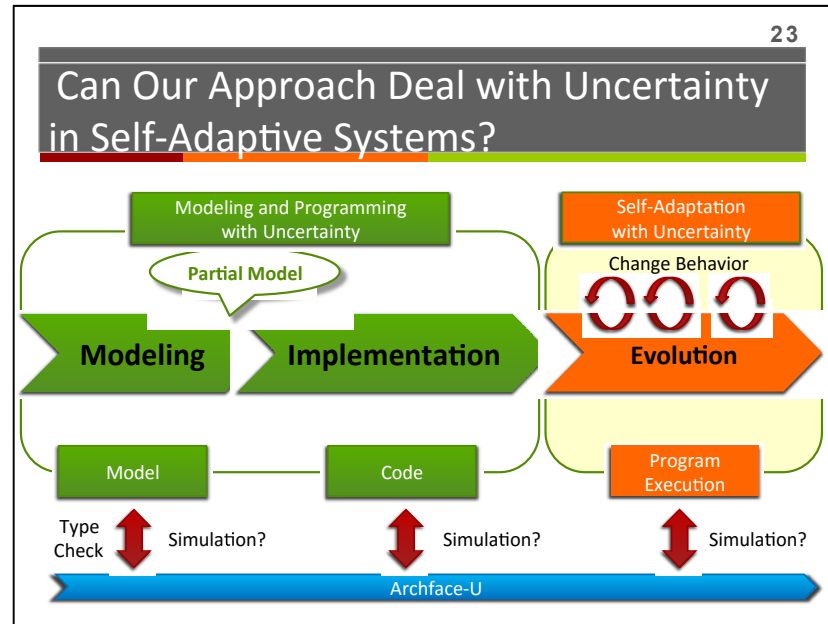 23
Can Our Approach Deal with Uncertainty
in Self-Adaptive Systems?
Modeling and Programming
with Uncertainty
Self-Adaptation
with Uncertainty
Partial Model
Change Behavior
Modeling
Implementation
Evolution
Model
Code
Program
Execution
Type
Check
Simulation?
Simulation?
Simulation?
Archface-U